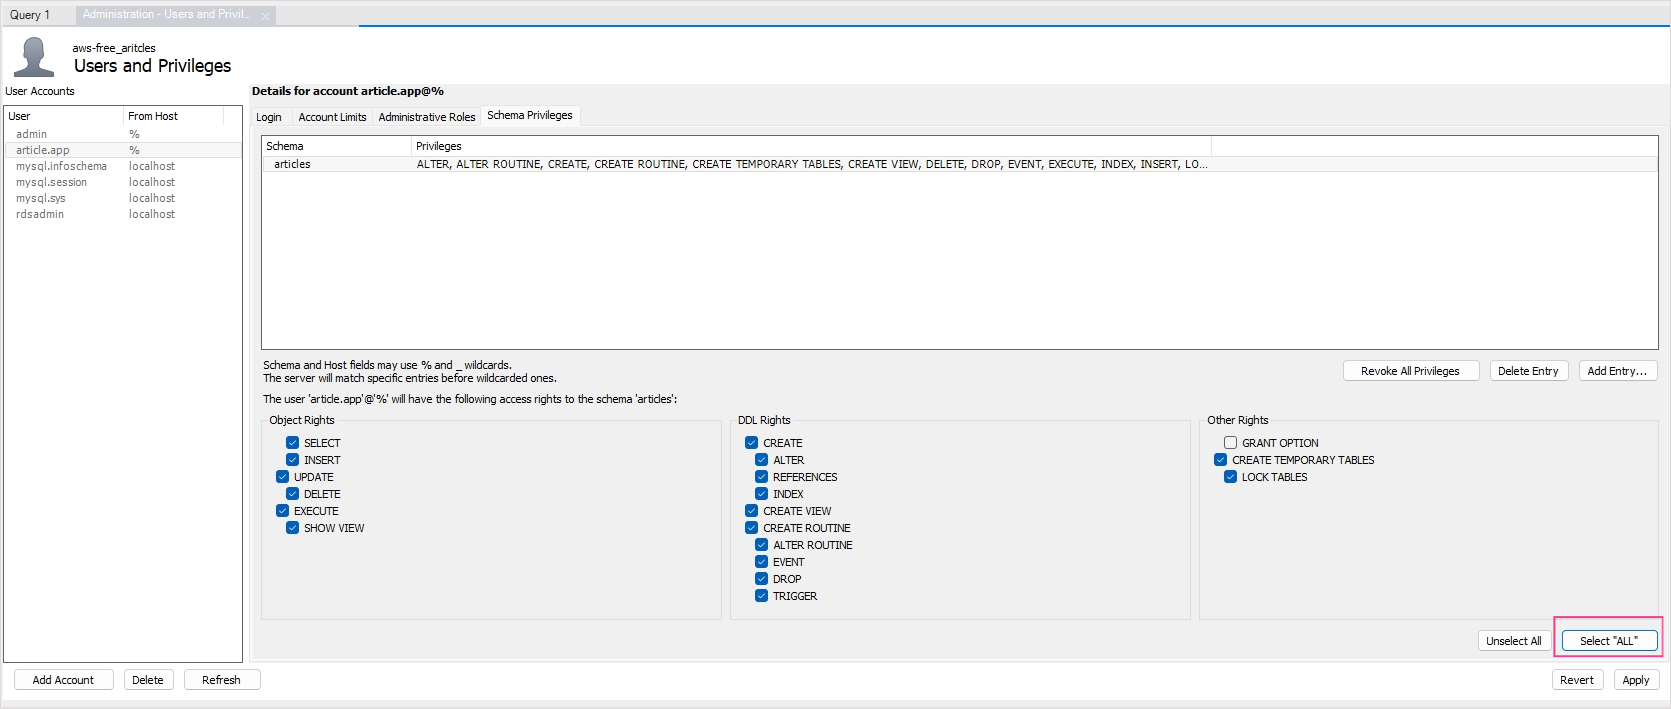 Query 1
Administration - Users and Privil...
aws-free_aritcles
Users and Privileges
User Accounts
User From Host
admin %
article.app %
mysql.infoschema localhost
mysql.session localhost
mysql.sys localhost
rdsadmin localhost
Details for account article.app@%
Login Account Limits Administrative Roles Schema Privileges
Schema Privileges
articles ALTER, ALTER ROUTINE, CREATE, CREATE ROUTINE, CREATE TEMPORARY TABLES, CREATE VIEW, DELETE, DROP, EVENT, EXECUTE, INDEX, INSERT, LO...
Schema and Host fields may use % and _ wildcards.
The server will match specific entries before wildcarded ones.
Revoke All Privileges Delete Entry Add Entry...
The user 'article.app'@'%' will have the following access rights to the schema 'articles':
Object Rights
SELECT
INSERT
UPDATE
DELETE
EXECUTE
SHOW VIEW
DDL Rights
CREATE
ALTER
REFERENCES
INDEX
CREATE VIEW
CREATE ROUTINE
ALTER ROUTINE
EVENT
DROP
TRIGGER
Other Rights
GRANT OPTION
CREATE TEMPORARY TABLES
LOCK TABLES
Unselect All Select "ALL"
Add Account Delete Refresh Revert Apply